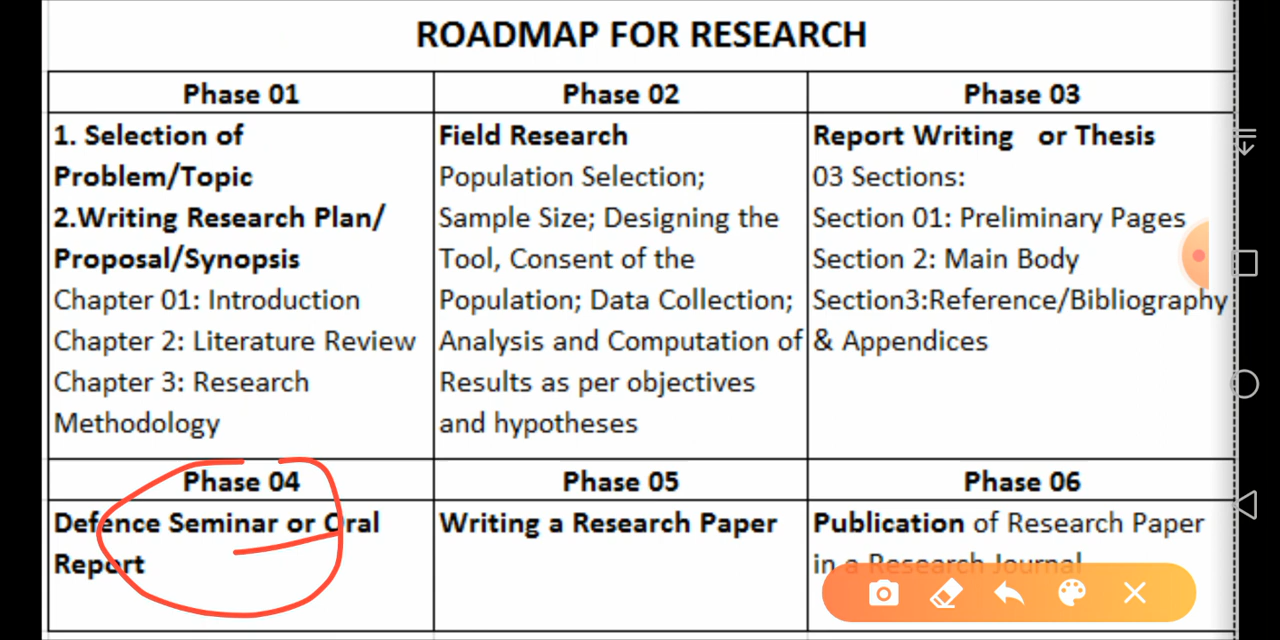 ROADMAP FOR RESEARCH
Phase 01
Phase 02
Phase 03
1. Selection of
Problem/Topic
2.Writing Research Plan/
Proposal/Synopsis
Chapter 01: Introduction
Chapter 2: Literature Review
Chapter 3: Research
Methodology
Field Research
Population Selection;
Sample Size; Designing the
Tool, Consent of the
Population; Data Collection;
Analysis and Computation of
Results as per objectives
and hypotheses
Report Writing or Thesis
03 Sections:
Section 01: Preliminary Pages
Section 2: Main Body
Section3:Reference/Bibliography
& Appendices
Phase 04
Phase 05
Phase 06
Defence Seminar or Oral
Report
Writing a Research Paper
Publication of Research Paper
in a Research Journal